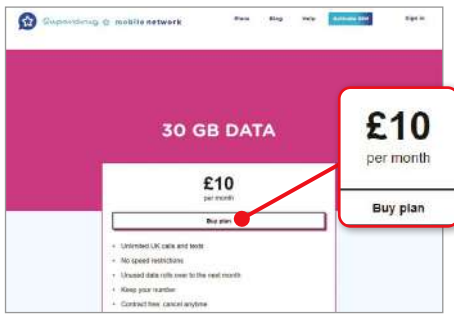 Superdrug mobile network
Plans Blog Help Activate SIM Sign in
30 GB DATA
£10
per month
Buy plan
£10
per month
Buy plan
• Unlimited UK calls and texts
• No speed restrictions
• Unused data rolls over to the next month
• Keep your number
• Contract free cancel anytime